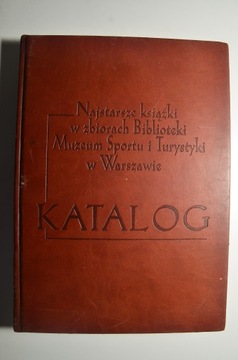 Najstarsze książki
w zbiorach Biblioteki
Muzeum Sportu i Turystyki
w Warszawie
KATALOG